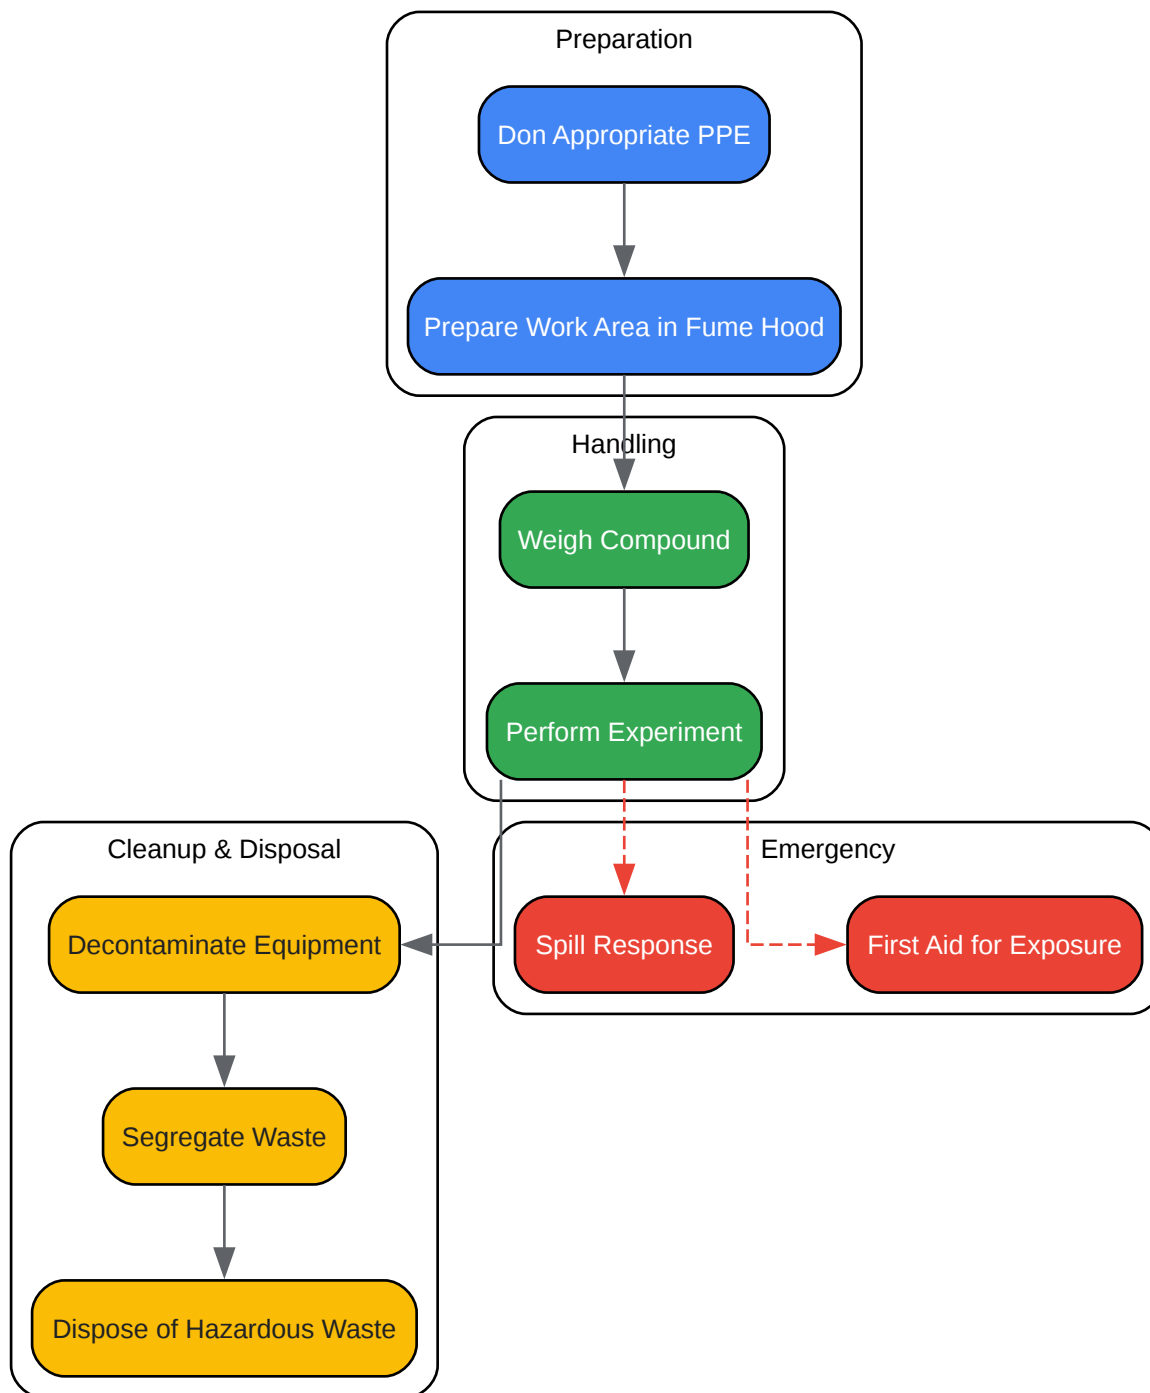 Preparation
Don Appropriate PPE
Prepare Work Area in Fume Hood
Handling
Weigh Compound
Perform Experiment
Cleanup & Disposal
Decontaminate Equipment
Segregate Waste
Dispose of Hazardous Waste
Emergency
Spill Response
First Aid for Exposure